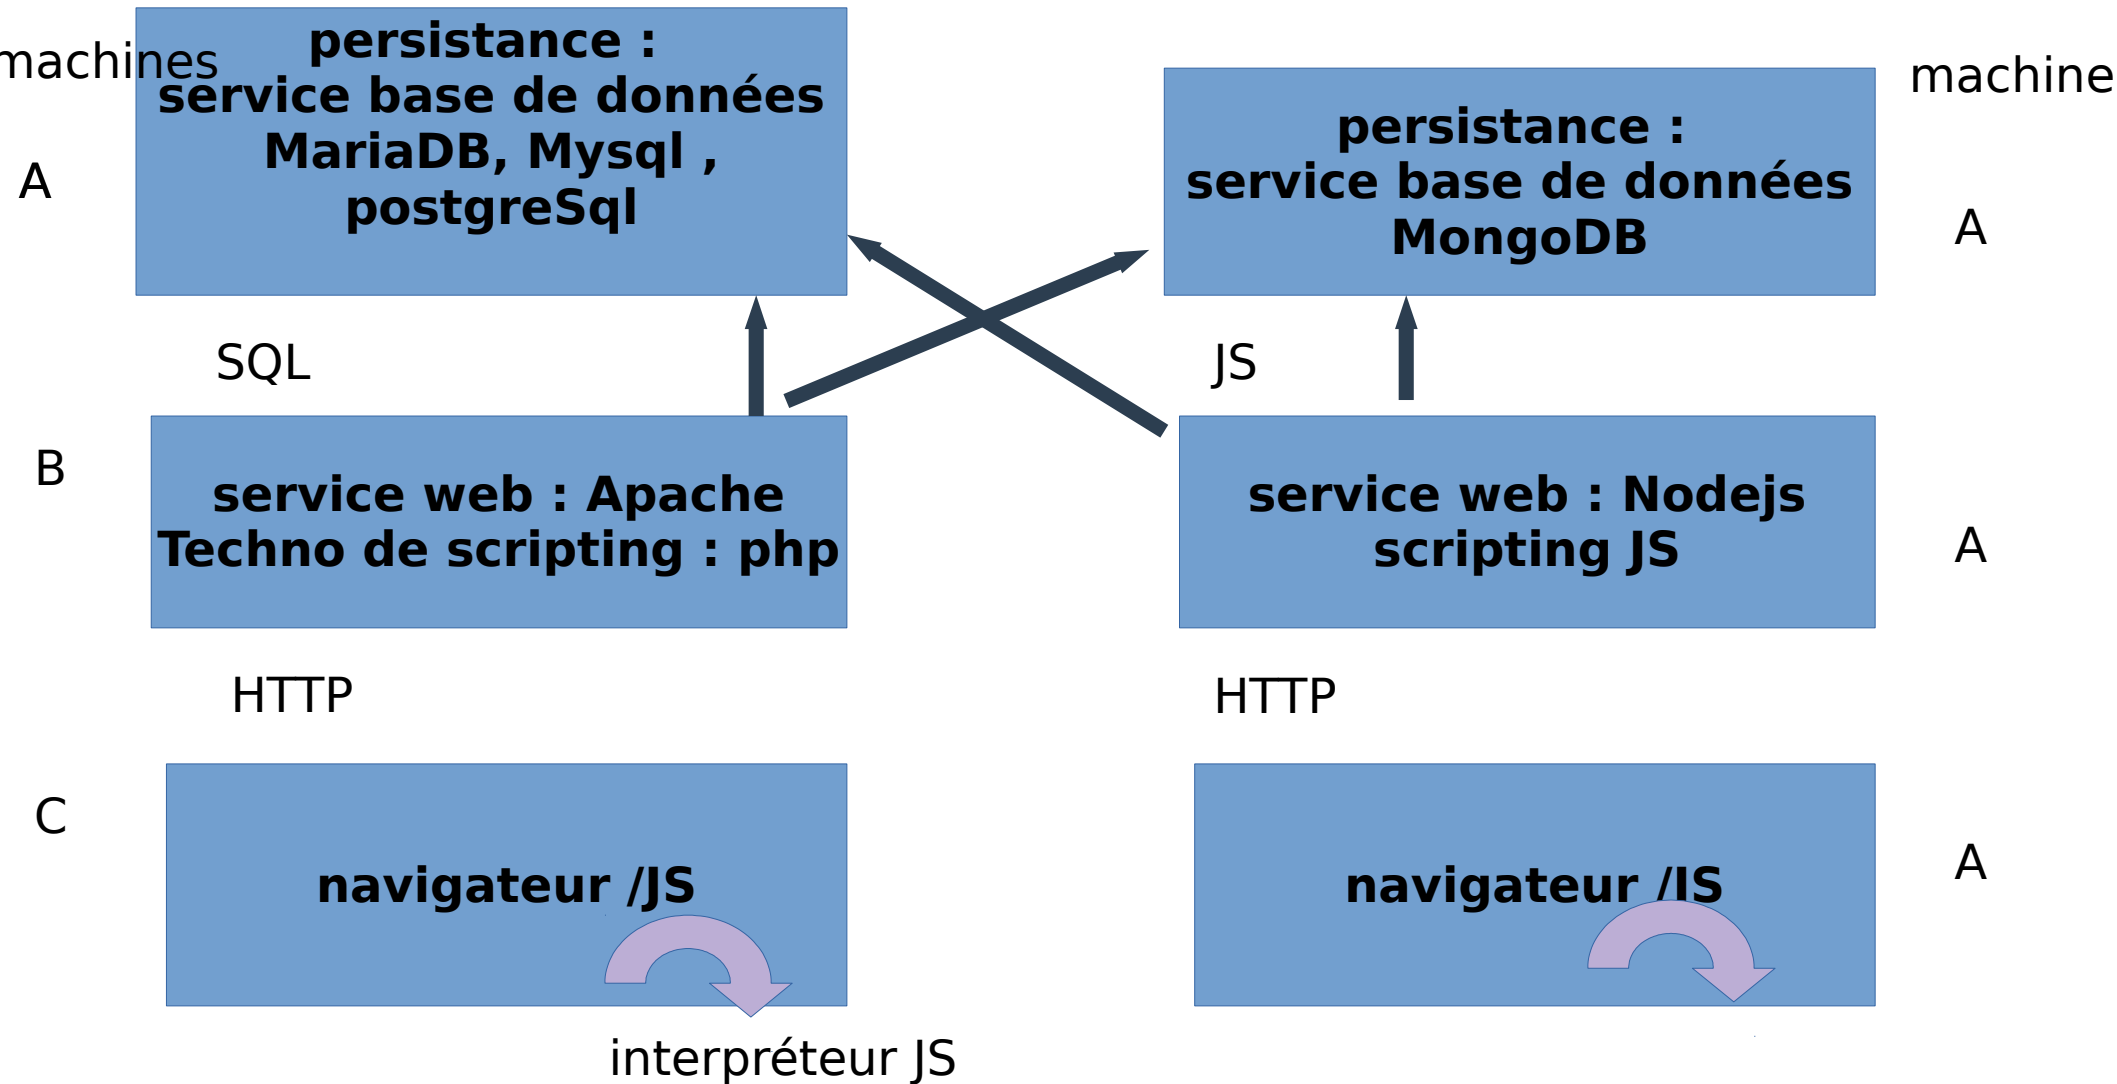 machines
persistance :
service base de données
MariaDB, Mysql ,
postgreSql
A
machine
persistance :
service base de données
MongoDB
A
SQL
JS
B
service web : Apache
Techno de scripting : php
service web : Nodejs
scripting JS
A
HTTP
HTTP
C
navigateur /JS
navigateur /JS
A
interpréteur JS